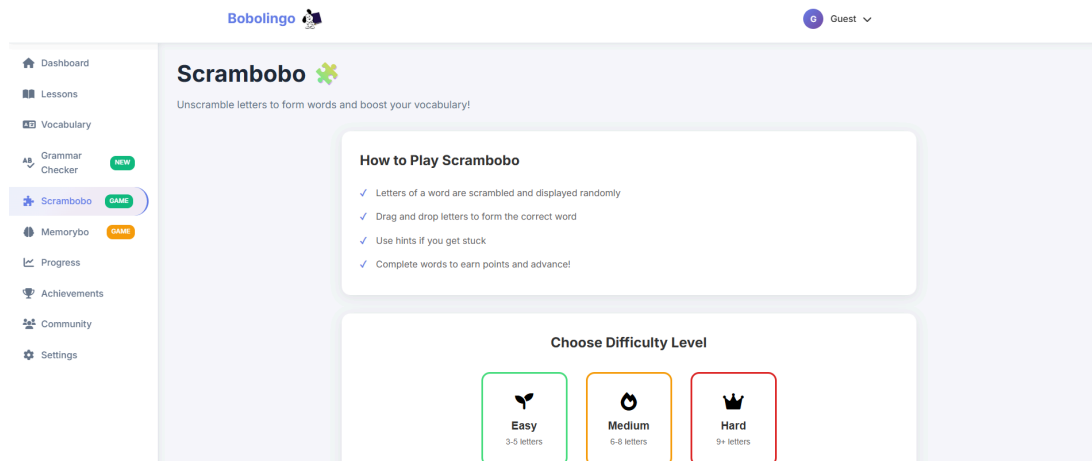 Bobolingo
G Guest
Dashboard
Lessons
Vocabulary
Grammar
Checker
NEW
Scrambobo GAME
Memorybo GAME
Progress
Achievements
Community
Settings
Scrambobo
Unscramble letters to form words and boost your vocabulary!
How to Play Scrambobo
✓ Letters of a word are scrambled and displayed randomly
✓ Drag and drop letters to form the correct word
✓ Use hints if you get stuck
✓ Complete words to earn points and advance!
Choose Difficulty Level
Easy
3-5 letters
Medium
6-8 letters
Hard
9+ letters